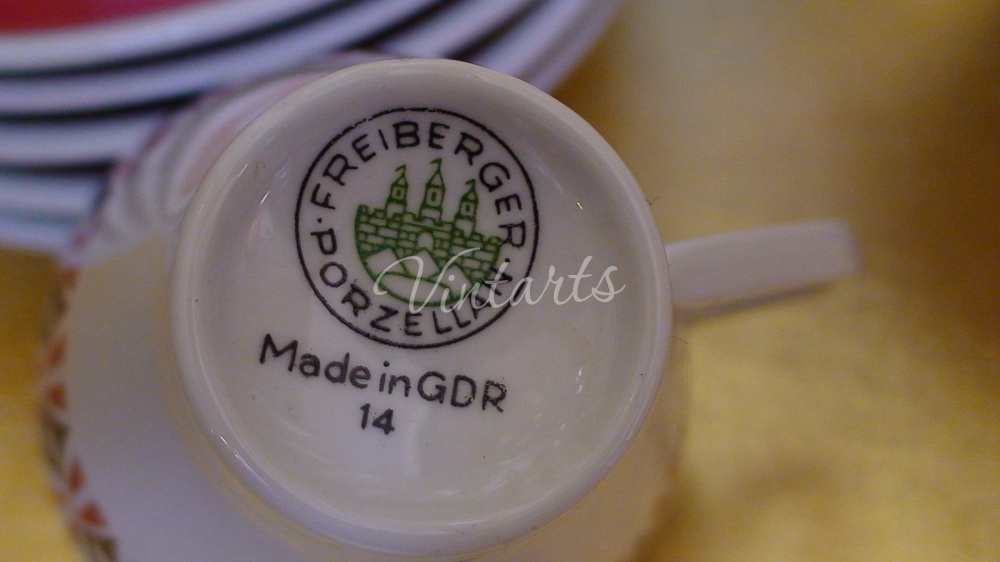 · FREIBERGER · PORZELLAN
Vintarts
Made in GDR
14